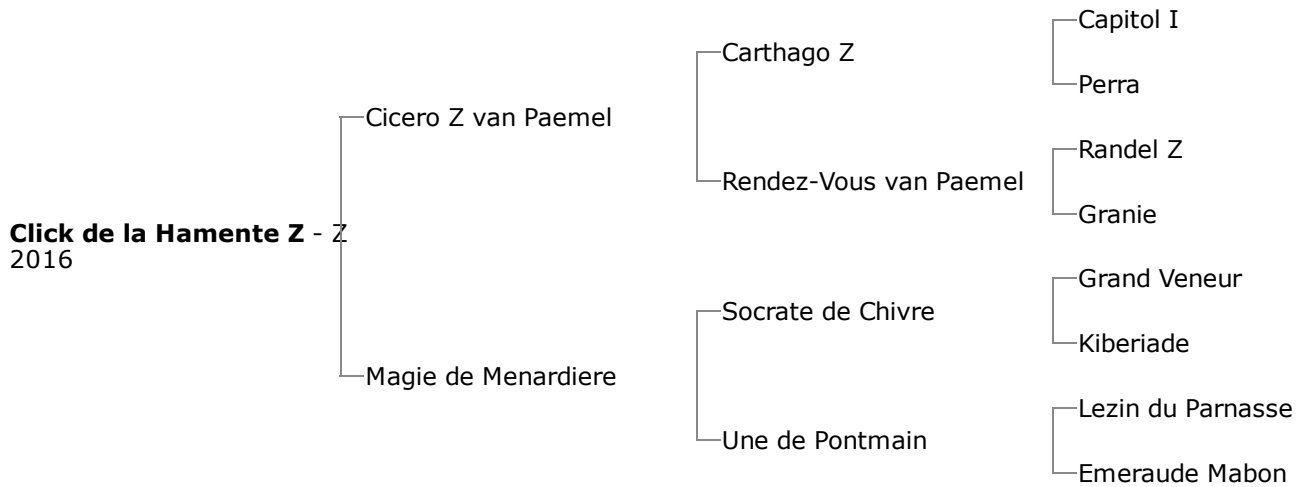 Capitol I
Carthago Z
Perra
Cicero Z van Paemel
Randel Z
Rendez-Vous van Paemel
Granie
Click de la Hamente Z - Z
2016
Grand Veneur
Socrate de Chivre
Kiberiade
Magie de Menardiere
Lezin du Parnasse
Une de Pontmain
Emeraude Mabon